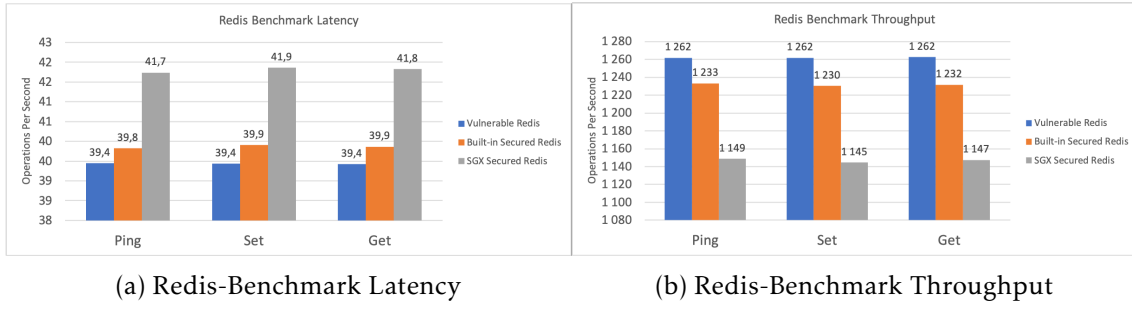 Redis Benchmark Latency
Operations Per Second
43
42
42
41
41
40
40
39
39
38
39,4
39,8
41,7
39,4
39,9
41,9
39,4
39,9
41,8
Ping
Set
Get
Vulnerable Redis
Built-in Secured Redis
SGX Secured Redis
(a) Redis-Benchmark Latency
Redis Benchmark Throughput
Operations Per Second
1 280
1 260
1 240
1 220
1 200
1 180
1 160
1 140
1 120
1 100
1 080
1 262
1 233
1 149
1 262
1 230
1 145
1 262
1 232
1 147
Ping
Set
Get
Vulnerable Redis
Built-in Secured Redis
SGX Secured Redis
(b) Redis-Benchmark Throughput